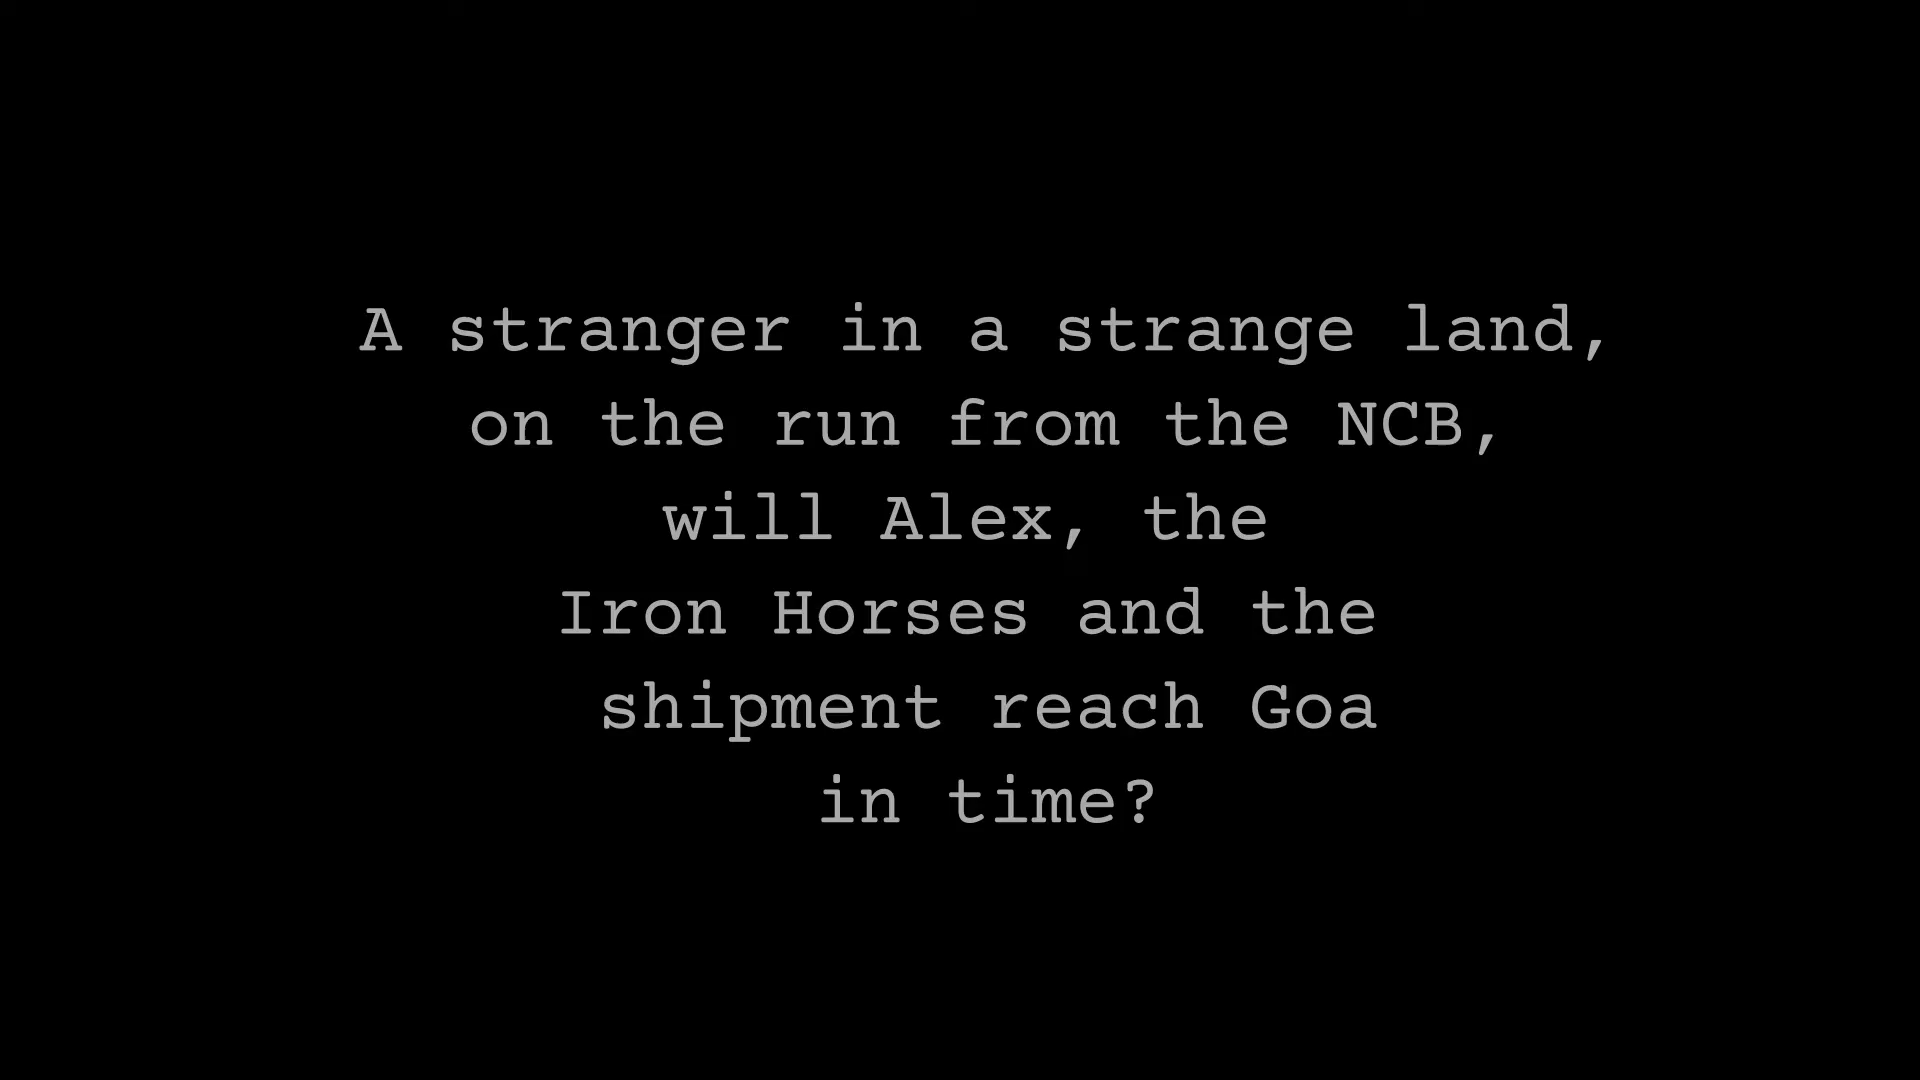 A stranger in a strange land,
on the run from the NCB,
will Alex, the
Iron Horses and the
shipment reach Goa
in time?